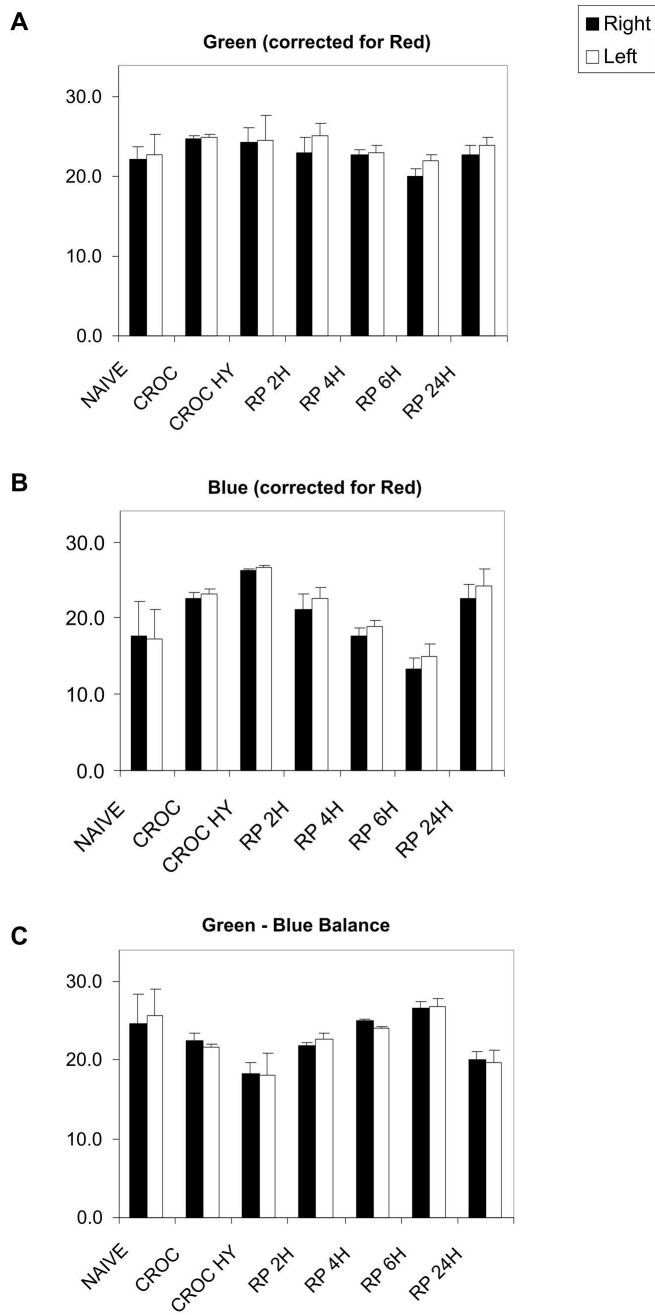 Right
Left
A
Green (corrected for Red)
30.0
20.0
10.0
0.0
NAIVE
CROC
CROC HY
RP 2H
RP 4H
RP 6H
RP 24H
B
Blue (corrected for Red)
30.0
20.0
10.0
0.0
NAIVE
CROC
CROC HY
RP 2H
RP 4H
RP 6H
RP 24H
C
Green - Blue Balance
30.0
20.0
10.0
0.0
NAIVE
CROC
CROC HY
RP 2H
RP 4H
RP 6H
RP 24H